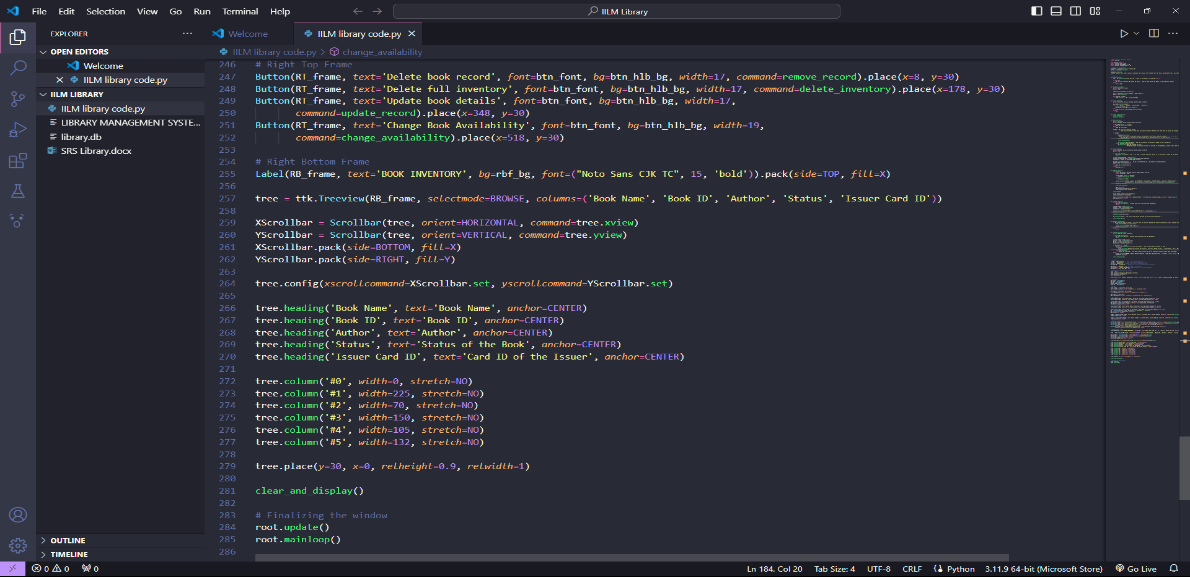 File Edit Selection View Go Run Terminal Help
IILM Library
EXPLORER
OPEN EDITORS
Welcome
IILM library code.py
IILM LIBRARY
IILM library code.py
LIBRARY MANAGEMENT SYSTE...
library.db
SRS Library.docx
OUTLINE
TIMELINE
Welcome
IILM library code.py
IILM library code.py > change_availability
246 # Right Top Frame
247 Button(RT_frame, text='Delete book record', font=btn_font, bg=btn_hlb_bg, width=17, command=remove_record).place(x=8, y=30)
248 Button(RT_frame, text='Delete full inventory', font=btn_font, bg=btn_hlb_bg, width=17, command=delete_inventory).place(x=178, y=30)
249 Button(RT_frame, text='Update book details', font=btn_font, bg=btn_hlb_bg, width=17,
250 command=update_record).place(x=348, y=30)
251 Button(RT_frame, text='Change Book Availability', font=btn_font, bg=btn_hlb_bg, width=19,
252 command=change_availability).place(x=518, y=30)
253
254 # Right Bottom Frame
255 Label(RB_frame, text='BOOK INVENTORY', bg=rbf_bg, font=("Noto Sans CJK TC", 15, 'bold')).pack(side=TOP, fill=X)
256
257 tree = ttk.Treeview(RB_frame, selectmode=BROWSE, columns=('Book Name', 'Book ID', 'Author', 'Status', 'Issuer Card ID'))
258
259 XScrollbar = Scrollbar(tree, orient=HORIZONTAL, command=tree.xview)
260 YScrollbar = Scrollbar(tree, orient=VERTICAL, command=tree.yview)
261 XScrollbar.pack(side=BOTTOM, fill=X)
262 YScrollbar.pack(side=RIGHT, fill=Y)
263
264 tree.config(xscrollcommand=XScrollbar.set, yscrollcommand=YScrollbar.set)
265
266 tree.heading('Book Name', text='Book Name', anchor=CENTER)
267 tree.heading('Book ID', text='Book ID', anchor=CENTER)
268 tree.heading('Author', text='Author', anchor=CENTER)
269 tree.heading('Status', text='Status of the Book', anchor=CENTER)
270 tree.heading('Issuer Card ID', text='Card ID of the Issuer', anchor=CENTER)
271
272 tree.column('#0', width=0, stretch=NO)
273 tree.column('#1', width=225, stretch=NO)
274 tree.column('#2', width=70, stretch=NO)
275 tree.column('#3', width=150, stretch=NO)
276 tree.column('#4', width=105, stretch=NO)
277 tree.column('#5', width=132, stretch=NO)
278
279 tree.place(y=30, x=0, relheight=0.9, relwidth=1)
280
281 clear_and_display()
282
283 # Finalizing the window
284 root.update()
285 root.mainloop()
286
0 0 0 Ln 184, Col 20 Tab Size: 4 UTF-8 CRLF Python 3.11.9 64-bit (Microsoft Store) Go Live